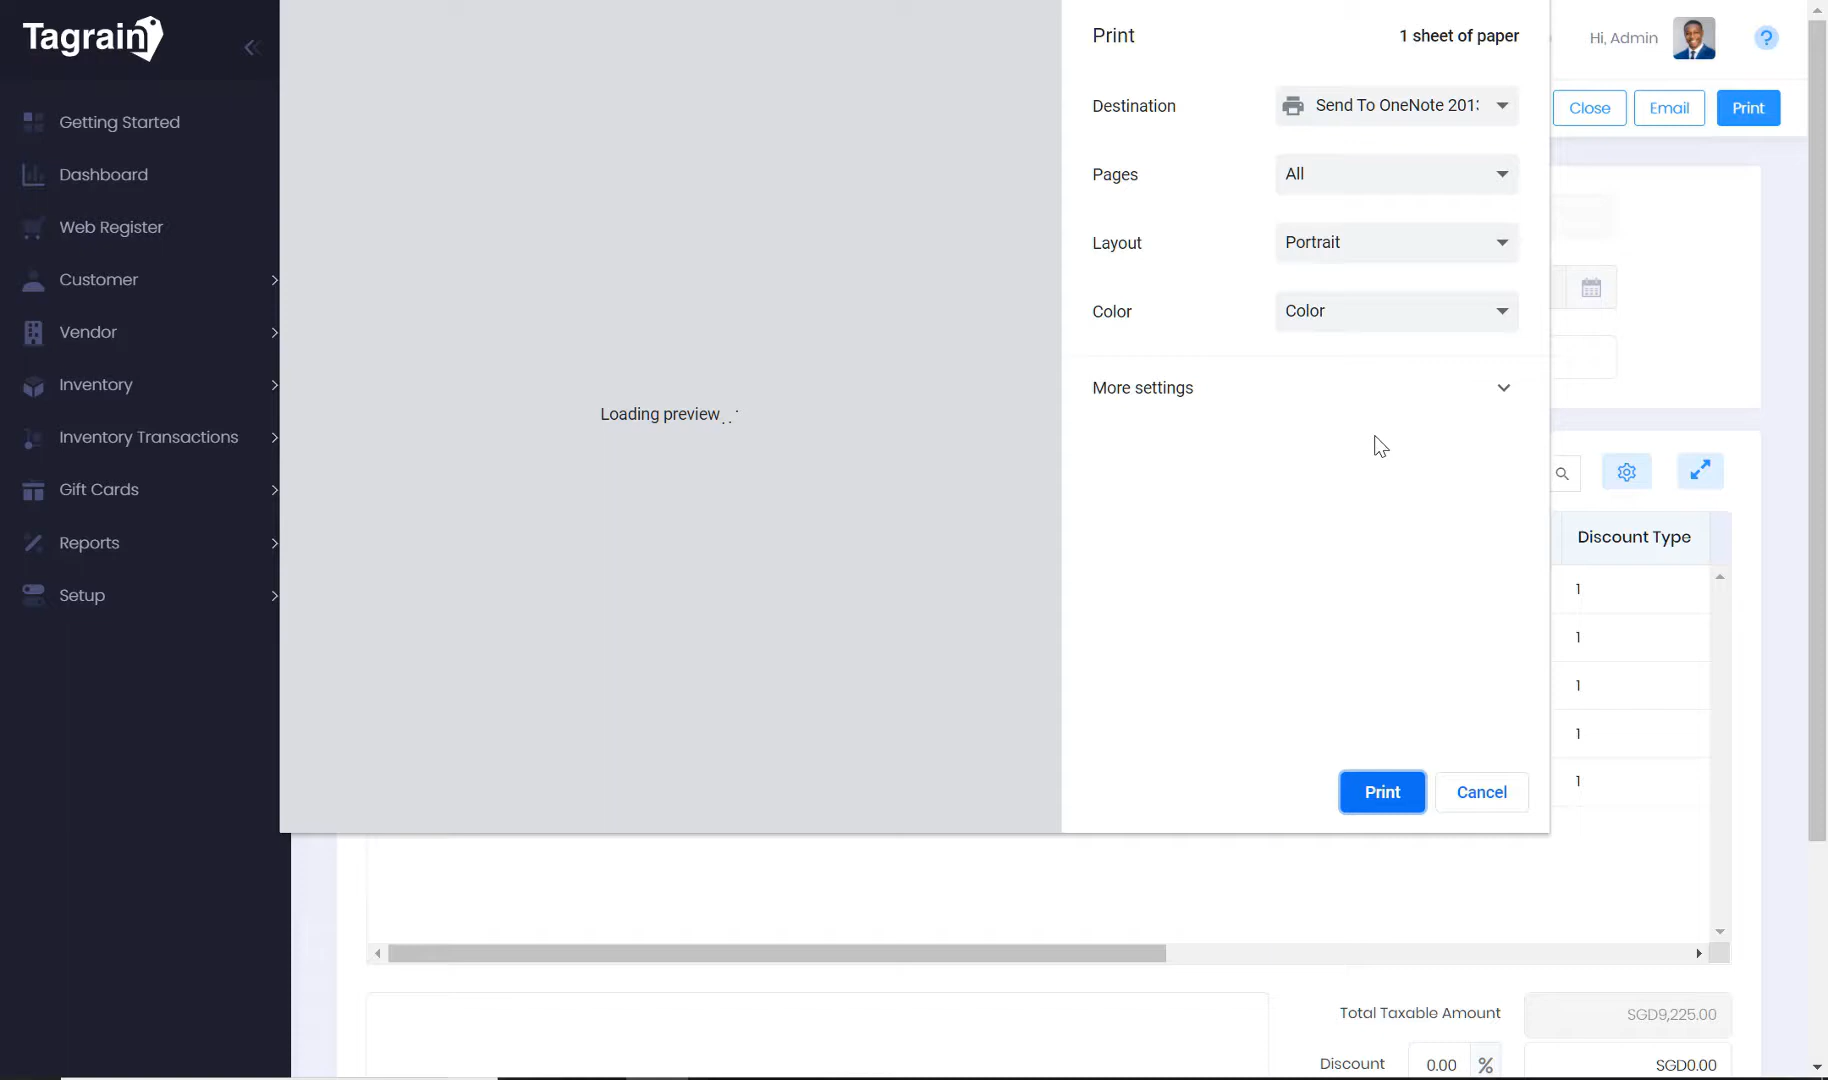 Tagrain
Getting Started
Dashboard
Web Register
Customer
Vendor
Inventory
Inventory Transactions
Gift Cards
Reports
Setup
Loading preview
Print
1 sheet of paper
Destination
Send To OneNote 201
Pages
All
Layout
Portrait
Color
Color
More settings
Print
Cancel
Hi, Admin
?
Close
Email
Print
Discount Type
1
1
1
1
1
Total Taxable Amount
SGD9,225.00
Discount
0.00
%
SGD0.00